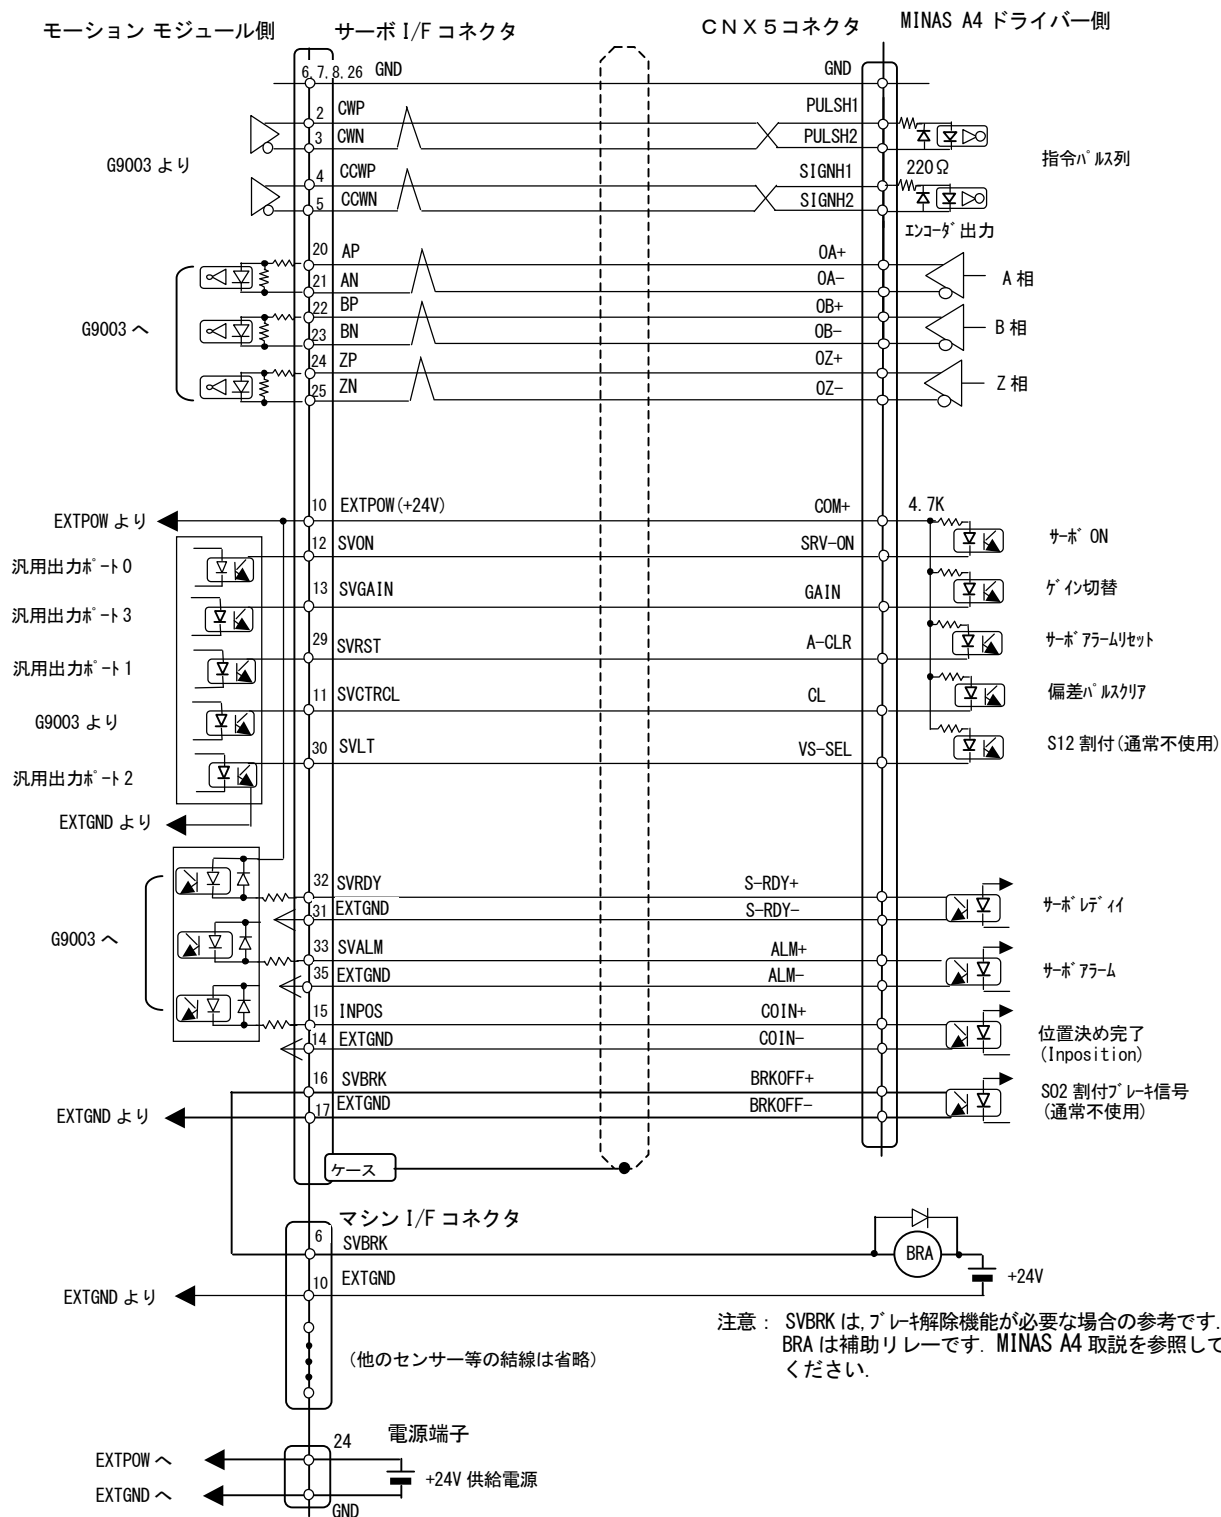 モーション モジュール側
サーボ I/F コネクタ
ＣＮＸ５コネクタ
MINAS A4 ドライバー側
6,7,8,26 GND
GND
2 CWP
PULSH1
3 CWN
PULSH2
G9003 より
指令ﾊﾟﾙｽ列
4 CCWP
SIGNH1
220Ω
5 CCWN
SIGNH2
ｴﾝｺｰﾀﾞ出力
20 AP
OA+
21 AN
OA-
A 相
22 BP
OB+
G9003 へ
23 BN
OB-
B 相
24 ZP
OZ+
25 ZN
OZ-
Z 相
10 EXTPOW(+24V)
COM+
4.7K
EXTPOW より
12 SVON
SRV-ON
ｻｰﾎﾞ ON
汎用出力ﾎﾟｰﾄ 0
13 SVGAIN
GAIN
ｹﾞｲﾝ切替
汎用出力ﾎﾟｰﾄ 3
29 SVRST
A-CLR
ｻｰﾎﾞｱﾗｰﾑﾘｾｯﾄ
汎用出力ﾎﾟｰﾄ 1
11 SVCTRCL
CL
偏差ﾊﾟﾙｽｸﾘｱ
G9003 より
30 SVLT
VS-SEL
S12 割付(通常不使用)
汎用出力ﾎﾟｰﾄ 2
EXTGND より
32 SVRDY
S-RDY+
31 EXTGND
S-RDY-
ｻｰﾎﾞﾚﾃﾞｨｲ
G9003 へ
33 SVALM
ALM+
35 EXTGND
ALM-
ｻｰﾎﾞｱﾗｰﾑ
15 INPOS
COIN+
14 EXTGND
COIN-
位置決め完了
(Inposition)
16 SVBRK
BRKOFF+
17 EXTGND
BRKOFF-
S02 割付ﾌﾞﾚｰｷ信号
(通常不使用)
EXTGND より
ケース
マシン I/F コネクタ
6 SVBRK
BRA
10 EXTGND
+24V
EXTGND より
注意： SVBRK は,ﾌﾞﾚｰｷ解除機能が必要な場合の参考です.
BRA は補助リレーです. MINAS A4 取説を参照して
ください.
(他のセンサー等の結線は省略)
電源端子
24
EXTPOW へ
+24V 供給電源
EXTGND へ
GND